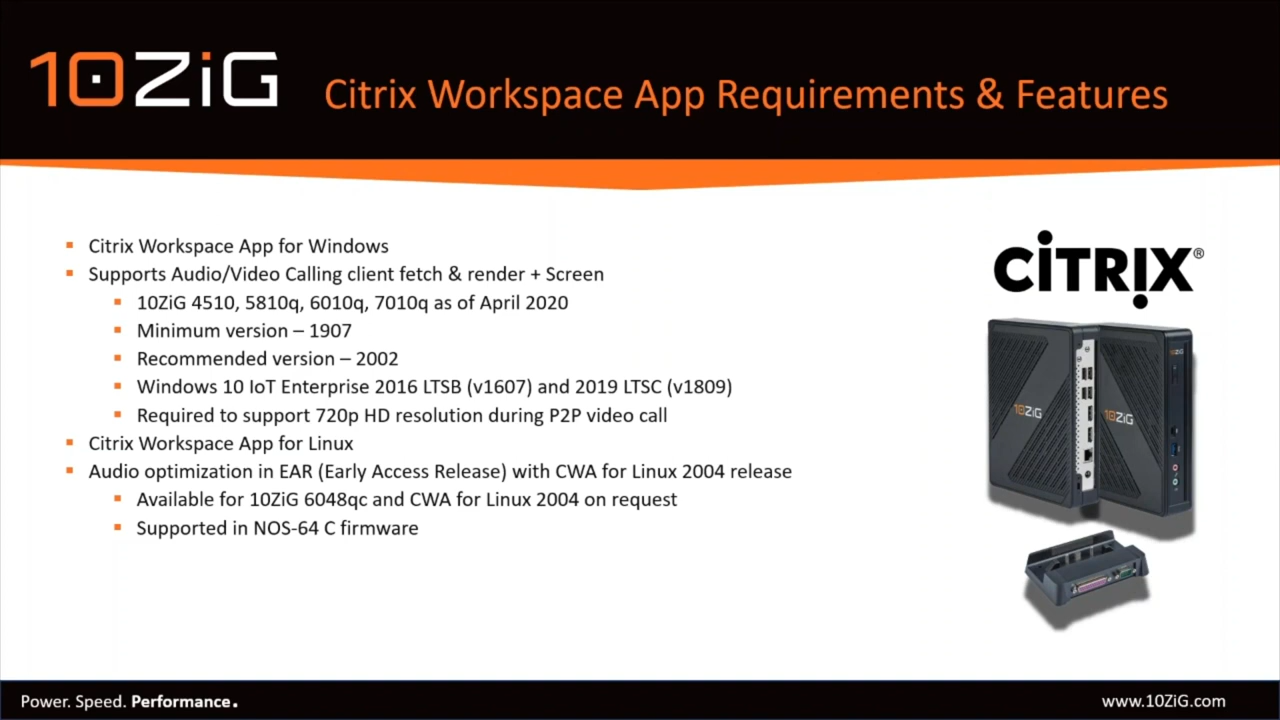 10ZiG
Citrix Workspace App Requirements & Features
Citrix Workspace App for Windows
Supports Audio/Video Calling client fetch & render + Screen
10ZiG 4510, 5810q, 6010q, 7010q as of April 2020
Minimum version – 1907
Recommended version – 2002
Windows 10 IoT Enterprise 2016 LTSB (v1607) and 2019 LTSC (v1809)
Required to support 720p HD resolution during P2P video call
Citrix Workspace App for Linux
Audio optimization in EAR (Early Access Release) with CWA for Linux 2004 release
Available for 10ZiG 6048qc and CWA for Linux 2004 on request
Supported in NOS-64 C firmware
CiTRIX®
10ZiG
10ZiG
10ZiG
Power. Speed. Performance.
www.10ZiG.com